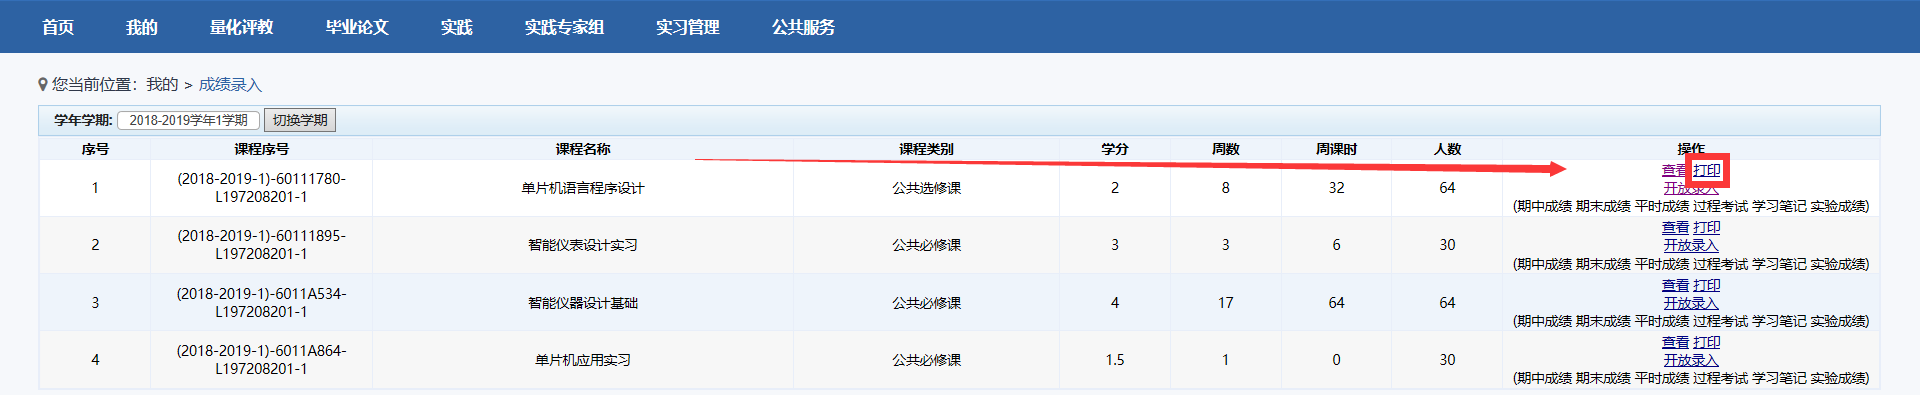 首页 我的 量化评教 毕业论文 实践 实践专家组 实习管理 公共服务
您当前位置：我的 > 成绩录入
学年学期: 2018-2019学年1学期 切换学期
序号 课程序号 课程名称 课程类别 学分 周数 周课时 人数 操作
1 (2018-2019-1)-60111780-L197208201-1 单片机语言程序设计 公共选修课 2 8 32 64 查看 打印
开放录入
(期中成绩 期末成绩 平时成绩 过程考试 学习笔记 实验成绩)
2 (2018-2019-1)-60111895-L197208201-1 智能仪表设计实习 公共必修课 3 3 6 30 查看 打印
开放录入
(期中成绩 期末成绩 平时成绩 过程考试 学习笔记 实验成绩)
3 (2018-2019-1)-6011A534-L197208201-1 智能仪器设计基础 公共必修课 4 17 64 64 查看 打印
开放录入
(期中成绩 期末成绩 平时成绩 过程考试 学习笔记 实验成绩)
4 (2018-2019-1)-6011A864-L197208201-1 单片机应用实习 公共必修课 1.5 1 0 30 查看 打印
开放录入
(期中成绩 期末成绩 平时成绩 过程考试 学习笔记 实验成绩)